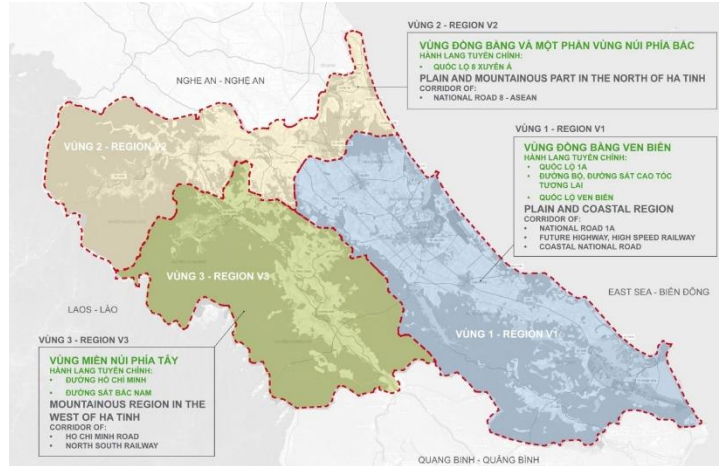 VÙNG 2 - REGION V2
VÙNG ĐỒNG BẰNG VÀ MỘT PHẦN VÙNG NÚI PHÍA BẮC
HÀNH LANG TUYẾN CHÍNH:
• QUỐC LỘ 8 XUYÊN Á
PLAIN AND MOUNTAINOUS PART IN THE NORTH OF HA TINH
CORRIDOR OF:
• NATIONAL ROAD 8 - ASEAN
NGHE AN - NGHỆ AN
VÙNG 1 - REGION V1
VÙNG ĐỒNG BẰNG VEN BIỂN
HÀNH LANG TUYẾN CHÍNH:
• QUỐC LỘ 1A
• ĐƯỜNG BỘ, ĐƯỜNG SẮT CAO TỐC
TƯƠNG LAI
• QUỐC LỘ VEN BIỂN
PLAIN AND COASTAL REGION
CORRIDOR OF:
• NATIONAL ROAD 1A
• FUTURE HIGHWAY, HIGH SPEED RAILWAY
• COASTAL NATIONAL ROAD
VÙNG 2 - REGION V2
VÙNG 3 - REGION V3
EAST SEA - BIỂN ĐÔNG
LAOS - LÀO
VÙNG 1 - REGION V1
VÙNG 3 - REGION V3
VÙNG MIỀN NÚI PHÍA TÂY
HÀNH LANG TUYẾN CHÍNH:
• ĐƯỜNG HỒ CHÍ MINH
• ĐƯỜNG SẮT BẮC NAM
MOUNTAINOUS REGION IN THE
WEST OF HA TINH
CORRIDOR OF:
• HO CHI MINH ROAD
• NORTH SOUTH RAILWAY
QUANG BINH - QUẢNG BÌNH